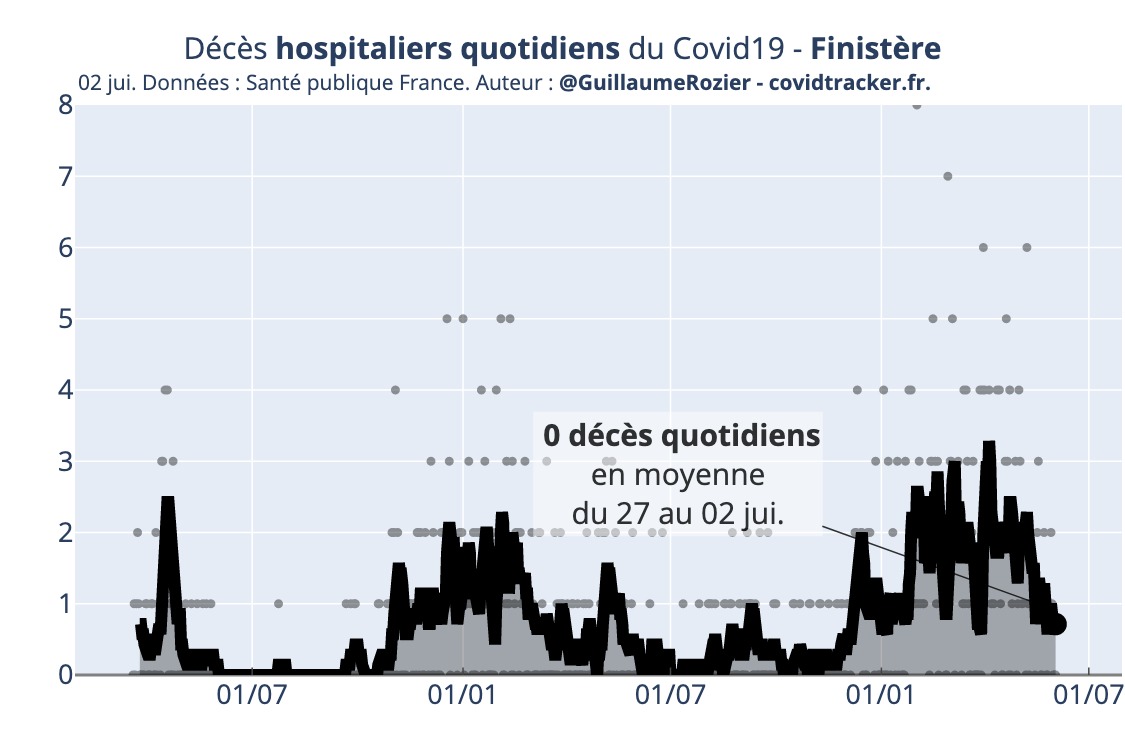 Décès hospitaliers quotidiens du Covid19 - Finistère
02 jui. Données : Santé publique France. Auteur : @GuillaumeRozier - covidtracker.fr.
8
7
6
5
4
3
2
1
0
0 décès quotidiens
en moyenne
du 27 au 02 jui.
01/07 01/01 01/07 01/01 01/07